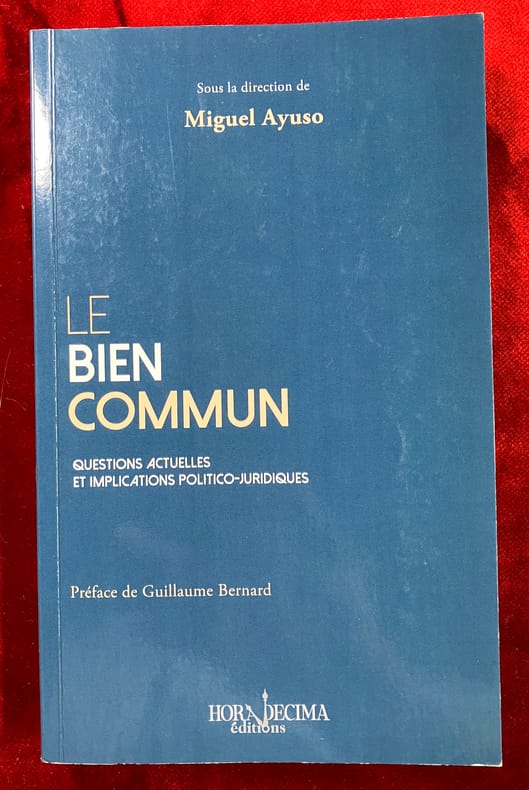 Sous la direction de
Miguel Ayuso
LE
BIEN
COMMUN
QUESTIONS ACTUELLES
ET IMPLICATIONS POLITICO-JURIDIQUES
Préface de Guillaume Bernard
HORA DECIMA
éditions